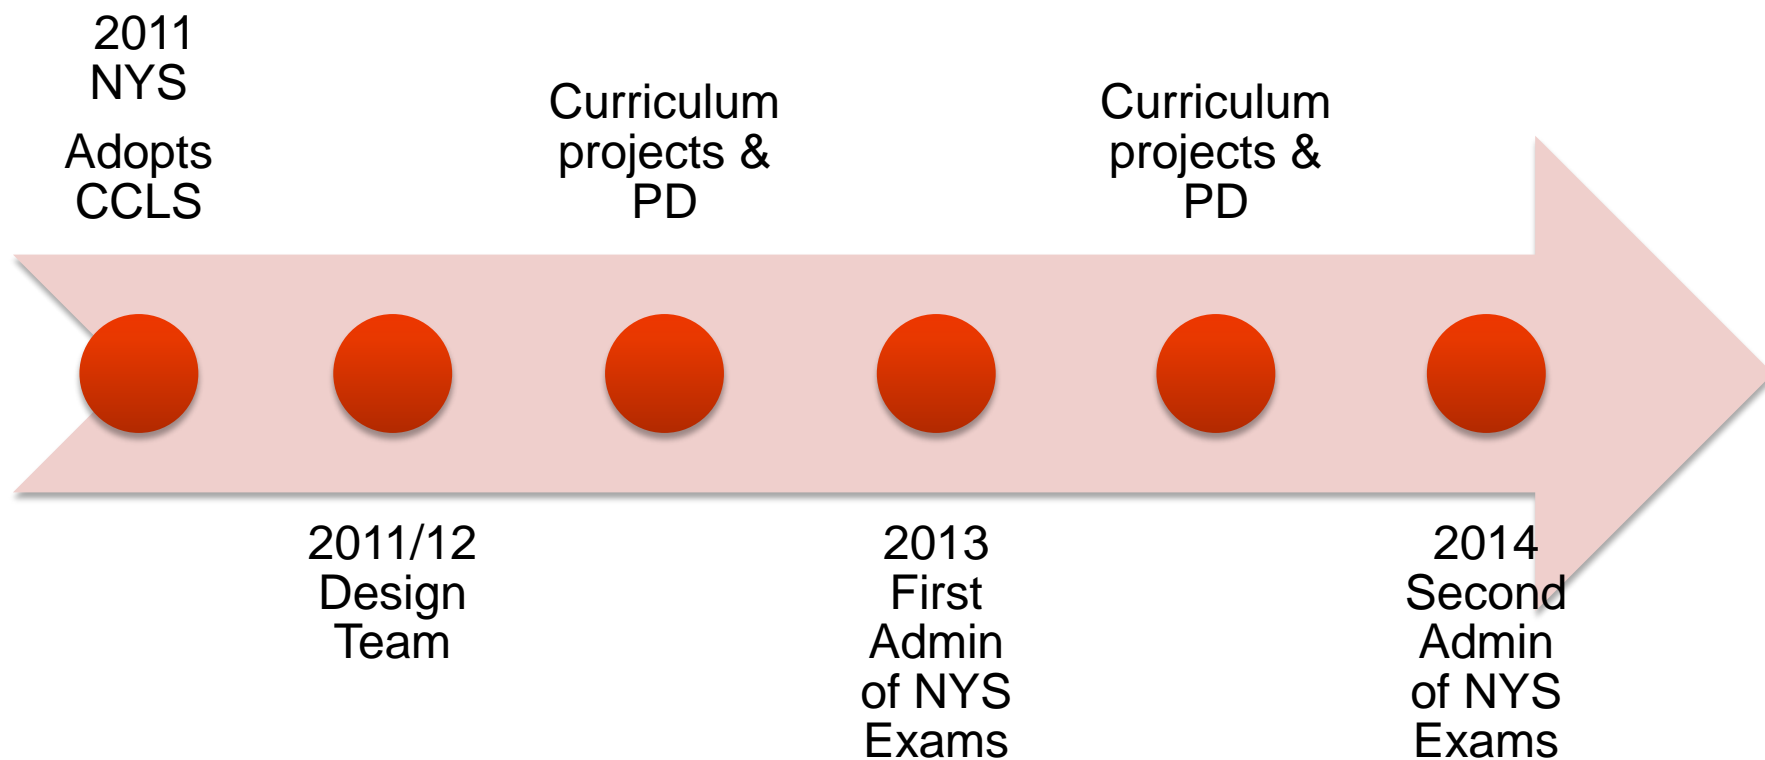 2011
NYS
Adopts
CCLS
2011/12
Design
Team
Curriculum
projects &
PD
2013
First
Admin
of NYS
Exams
Curriculum
projects &
PD
2014
Second
Admin
of NYS
Exams